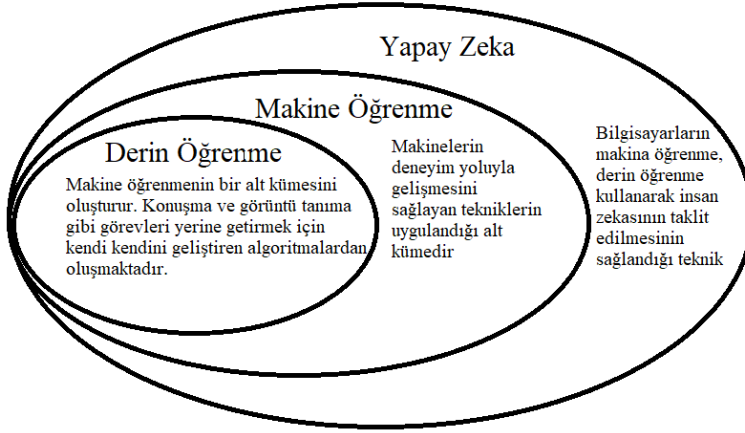 Yapay Zeka
Makine Öğrenme
Derin Öğrenme
Makine öğrenmenin bir alt kümesini
oluşturur. Konuşma ve görüntü tanıma
gibi görevleri yerine getirmek için
kendi kendini geliştiren algoritmalardan
oluşmaktadır.
Makinelerin
deneyim yoluyla
gelişmesini
sağlayan tekniklerin
uygulandığı alt
kümedir
Bilgisayarların
makina öğrenme,
derin öğrenme
kullanarak insan
zekasının taklit
edilmesinin
sağlandığı teknik